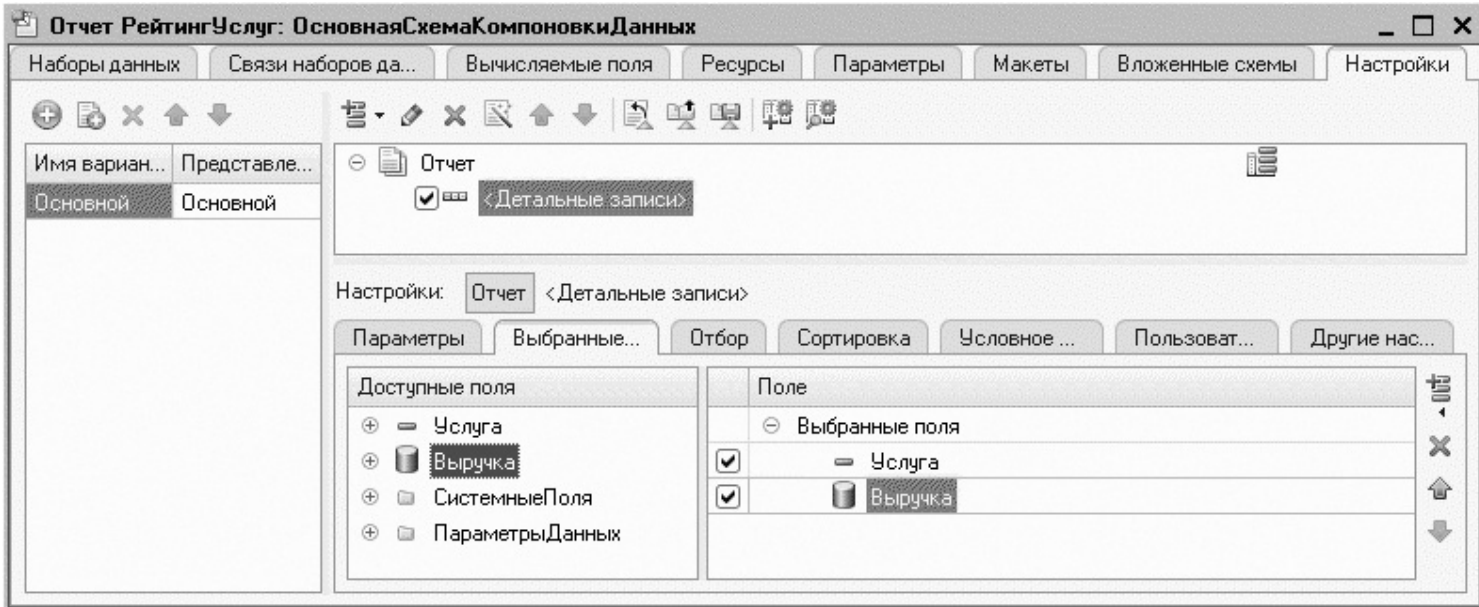 Отчет РейтингУслуг: ОсновнаяСхемаКомпоновкиДанных
Наборы данных Связи наборов да... Вычисляемые поля Ресурсы Параметры Макеты Вложенные схемы Настройки
Имя вариан... Представле...
Основной Основной
Отчет
<Детальные записи>
Настройки: Отчет <Детальные записи>
Параметры Выбранные... Отбор Сортировка Условное ... Пользоват... Другие нас...
Доступные поля
Услуга
Выручка
СистемныеПоля
ПараметрыДанных
Поле
Выбранные поля
Услуга
Выручка